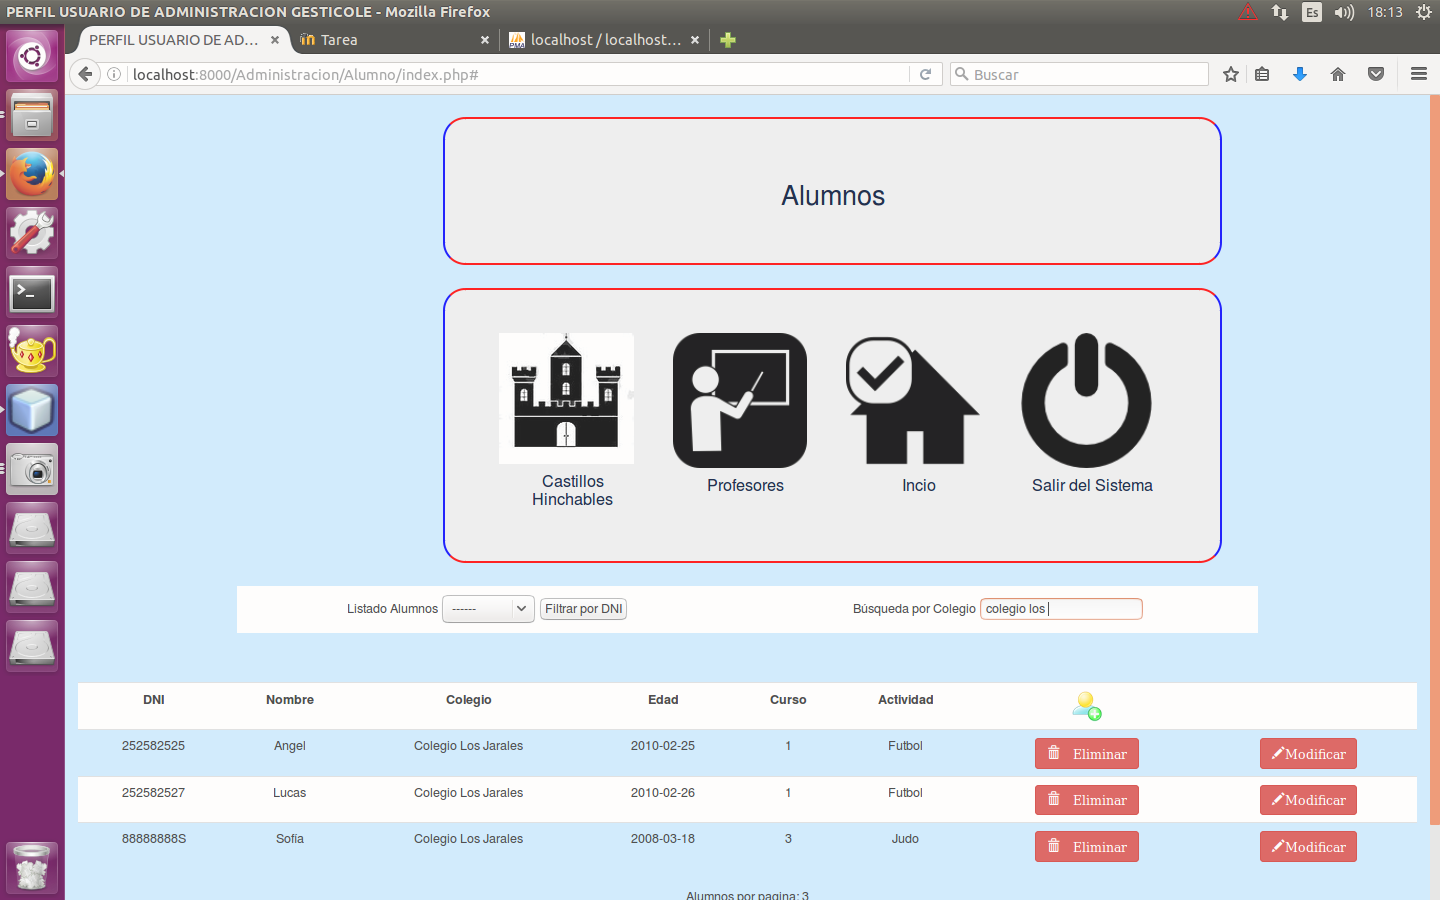 PERFIL USUARIO DE ADMINISTRACION GESTICOLE - Mozilla Firefox
Es
18:13
PERFIL USUARIO DE AD...
Tarea
localhost / localhost...
localhost:8000/Administracion/Alumno/index.php#
Buscar
Alumnos
Castillos Hinchables
Profesores
Incio
Salir del Sistema
Listado Alumnos ------ Filtrar por DNI
Búsqueda por Colegio colegio los
DNI Nombre Colegio Edad Curso Actividad
252582525 Angel Colegio Los Jarales 2010-02-25 1 Futbol Eliminar Modificar
252582527 Lucas Colegio Los Jarales 2010-02-26 1 Futbol Eliminar Modificar
88888888S Sofía Colegio Los Jarales 2008-03-18 3 Judo Eliminar Modificar
Alumnos por pagina: 3